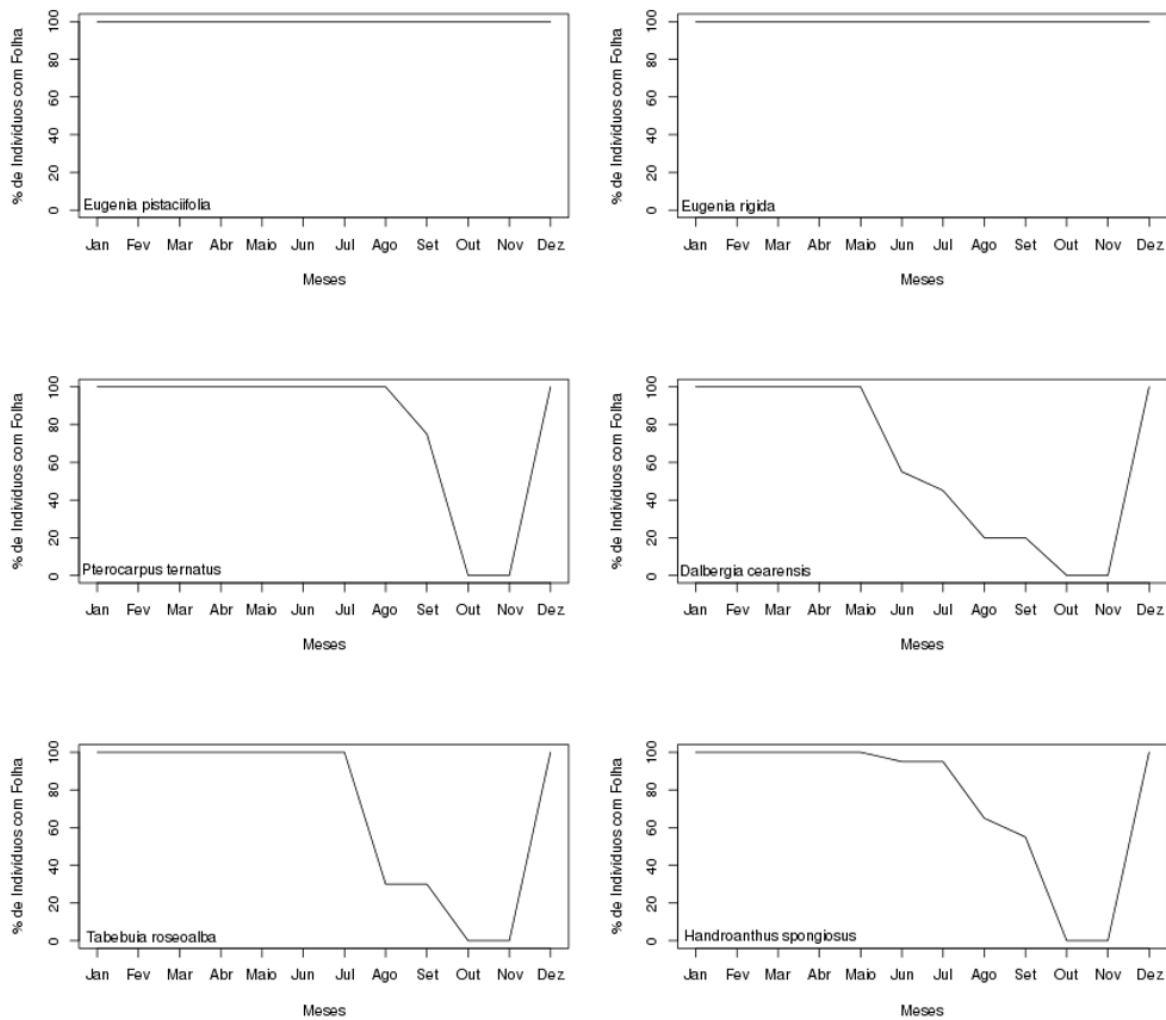 % de Indivíduos com Folha
100
80
60
40
20
0
Eugenia pistaciifolia
Jan Fev Mar Abr Maio Jun Jul Ago Set Out Nov Dez
Meses
% de Indivíduos com Folha
100
80
60
40
20
0
Eugenia rigida
Jan Fev Mar Abr Maio Jun Jul Ago Set Out Nov Dez
Meses
% de Indivíduos com Folha
100
80
60
40
20
0
Pterocarpus ternatus
Jan Fev Mar Abr Maio Jun Jul Ago Set Out Nov Dez
Meses
% de Indivíduos com Folha
100
80
60
40
20
0
Dalbergia cearensis
Jan Fev Mar Abr Maio Jun Jul Ago Set Out Nov Dez
Meses
% de Indivíduos com Folha
100
80
60
40
20
0
Tabebuia roseoalba
Jan Fev Mar Abr Maio Jun Jul Ago Set Out Nov Dez
Meses
% de Indivíduos com Folha
100
80
60
40
20
0
Handroanthus spongiosus
Jan Fev Mar Abr Maio Jun Jul Ago Set Out Nov Dez
Meses